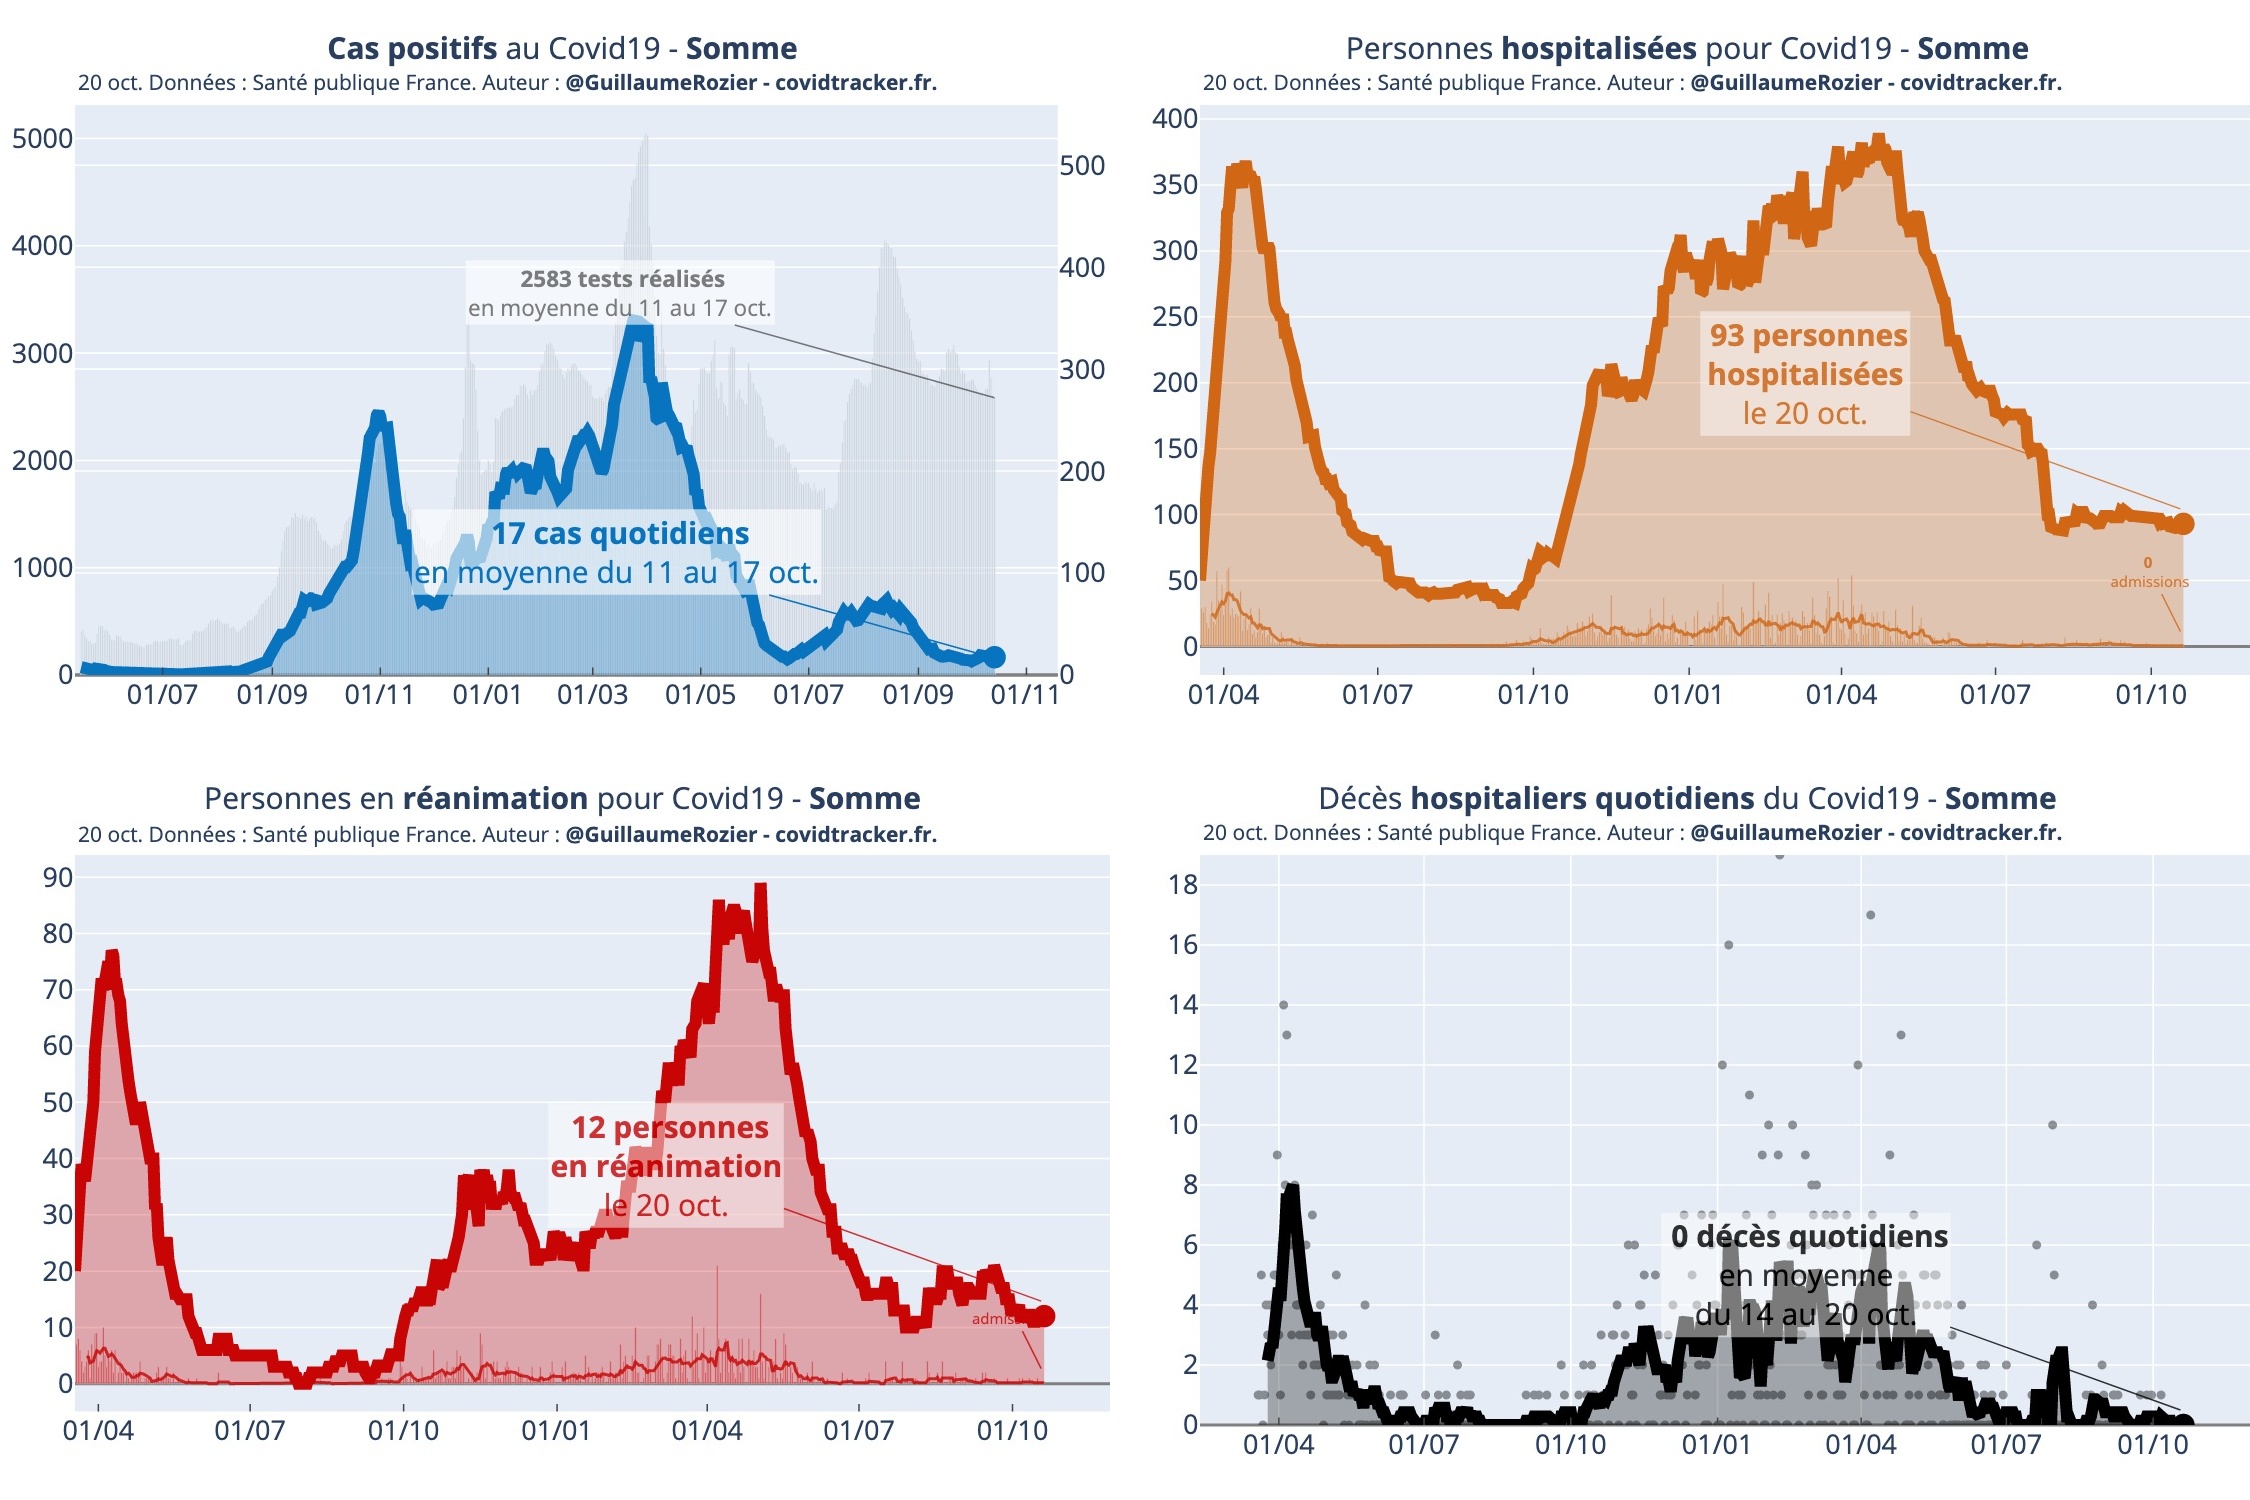 Cas positifs au Covid19 - Somme
20 oct. Données : Santé publique France. Auteur : @GuillaumeRozier - covidtracker.fr.
5000
4000
3000
2000
1000
0
500
400
300
200
100
0
2583 tests réalisés
en moyenne du 11 au 17 oct.
17 cas quotidiens
en moyenne du 11 au 17 oct.
01/07 01/09 01/11 01/01 01/03 01/05 01/07 01/09 01/11
Personnes hospitalisées pour Covid19 - Somme
20 oct. Données : Santé publique France. Auteur : @GuillaumeRozier - covidtracker.fr.
400
350
300
250
200
150
100
50
0
93 personnes
hospitalisées
le 20 oct.
0
admissions
01/04 01/07 01/10 01/01 01/04 01/07 01/10
Personnes en réanimation pour Covid19 - Somme
20 oct. Données : Santé publique France. Auteur : @GuillaumeRozier - covidtracker.fr.
90
80
70
60
50
40
30
20
10
0
12 personnes
en réanimation
le 20 oct.
01/04 01/07 01/10 01/01 01/04 01/07 01/10
Décès hospitaliers quotidiens du Covid19 - Somme
20 oct. Données : Santé publique France. Auteur : @GuillaumeRozier - covidtracker.fr.
18
16
14
12
10
8
6
4
2
0
0 décès quotidiens
en moyenne
du 14 au 20 oct.
01/04 01/07 01/10 01/01 01/04 01/07 01/10